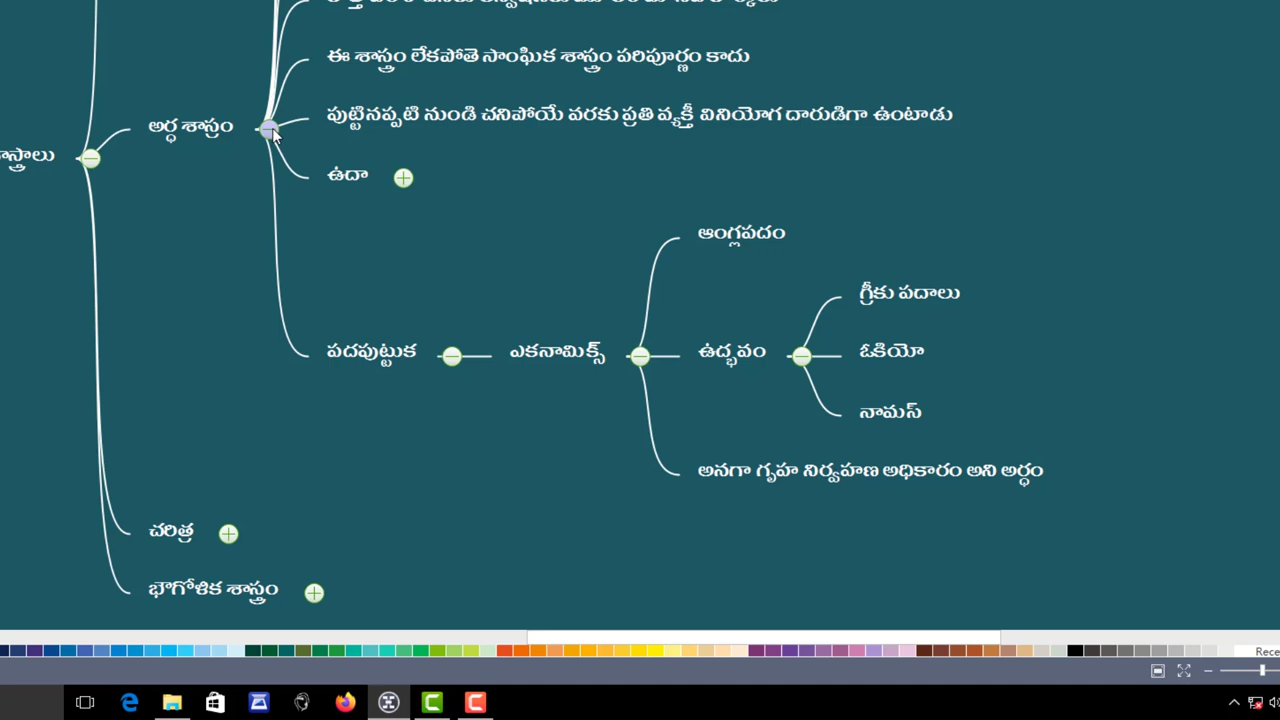 ఈ శాస్త్రం లేకపోతె సాంఘిక శాస్త్రం పరిపూర్ణం కాదు
పుట్టినప్పటి నుండి చనిపోయే వరకు ప్రతి వ్యక్తీ వినియోగ దారుడిగా ఉంటాడు
అర్ధ శాస్రం
ఉదా
ఆంగ్లపదం
గ్రీకు పదాలు
పదపుట్టుక
ఎకనామిక్స్
ఉద్భవం
ఓకియో
నామస్
అనగా గృహ నిర్వహణ అధికారం అని అర్ధం
చరిత్ర
భౌగోళిక శాస్త్రం
Rece